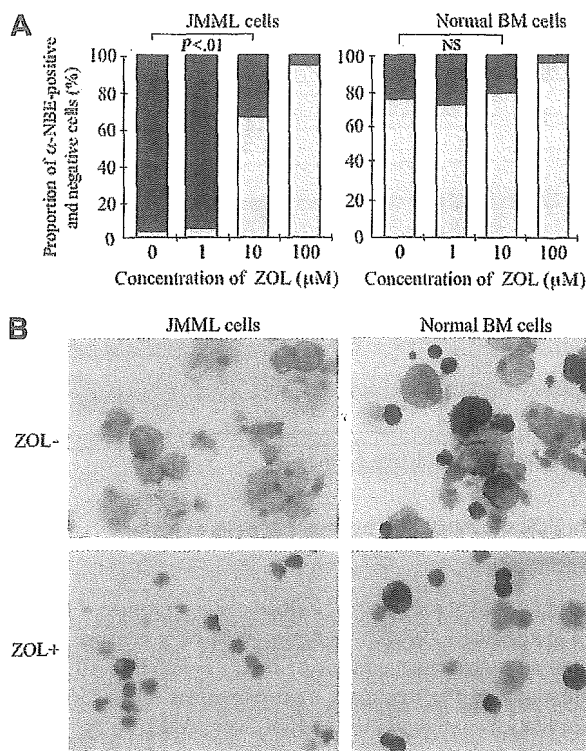 A
JMML cells
Normal BM cells
P<.01
NS
Proportion of α-NBE-positive
and negative cells (%)
100
80
60
40
20
0
100
80
60
40
20
0
0 1 10 100
0 1 10 100
Concentration of ZOL (μM)
Concentration of ZOL (μM)
B
JMML cells
Normal BM cells
ZOL-
ZOL+